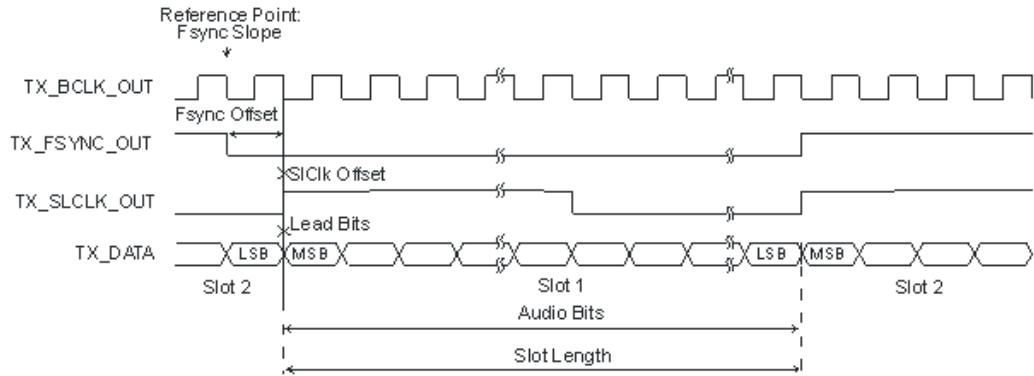 Reference Point:
Fsync Slope
TX_BCLK_OUT
Fsync Offset
TX_FSYNC_OUT
SlClk Offset
TX_SLCLK_OUT
Lead Bits
TX_DATA
LSB
MSB
LSB
MSB
Slot 2
Slot 1
Slot 2
Audio Bits
Slot Length